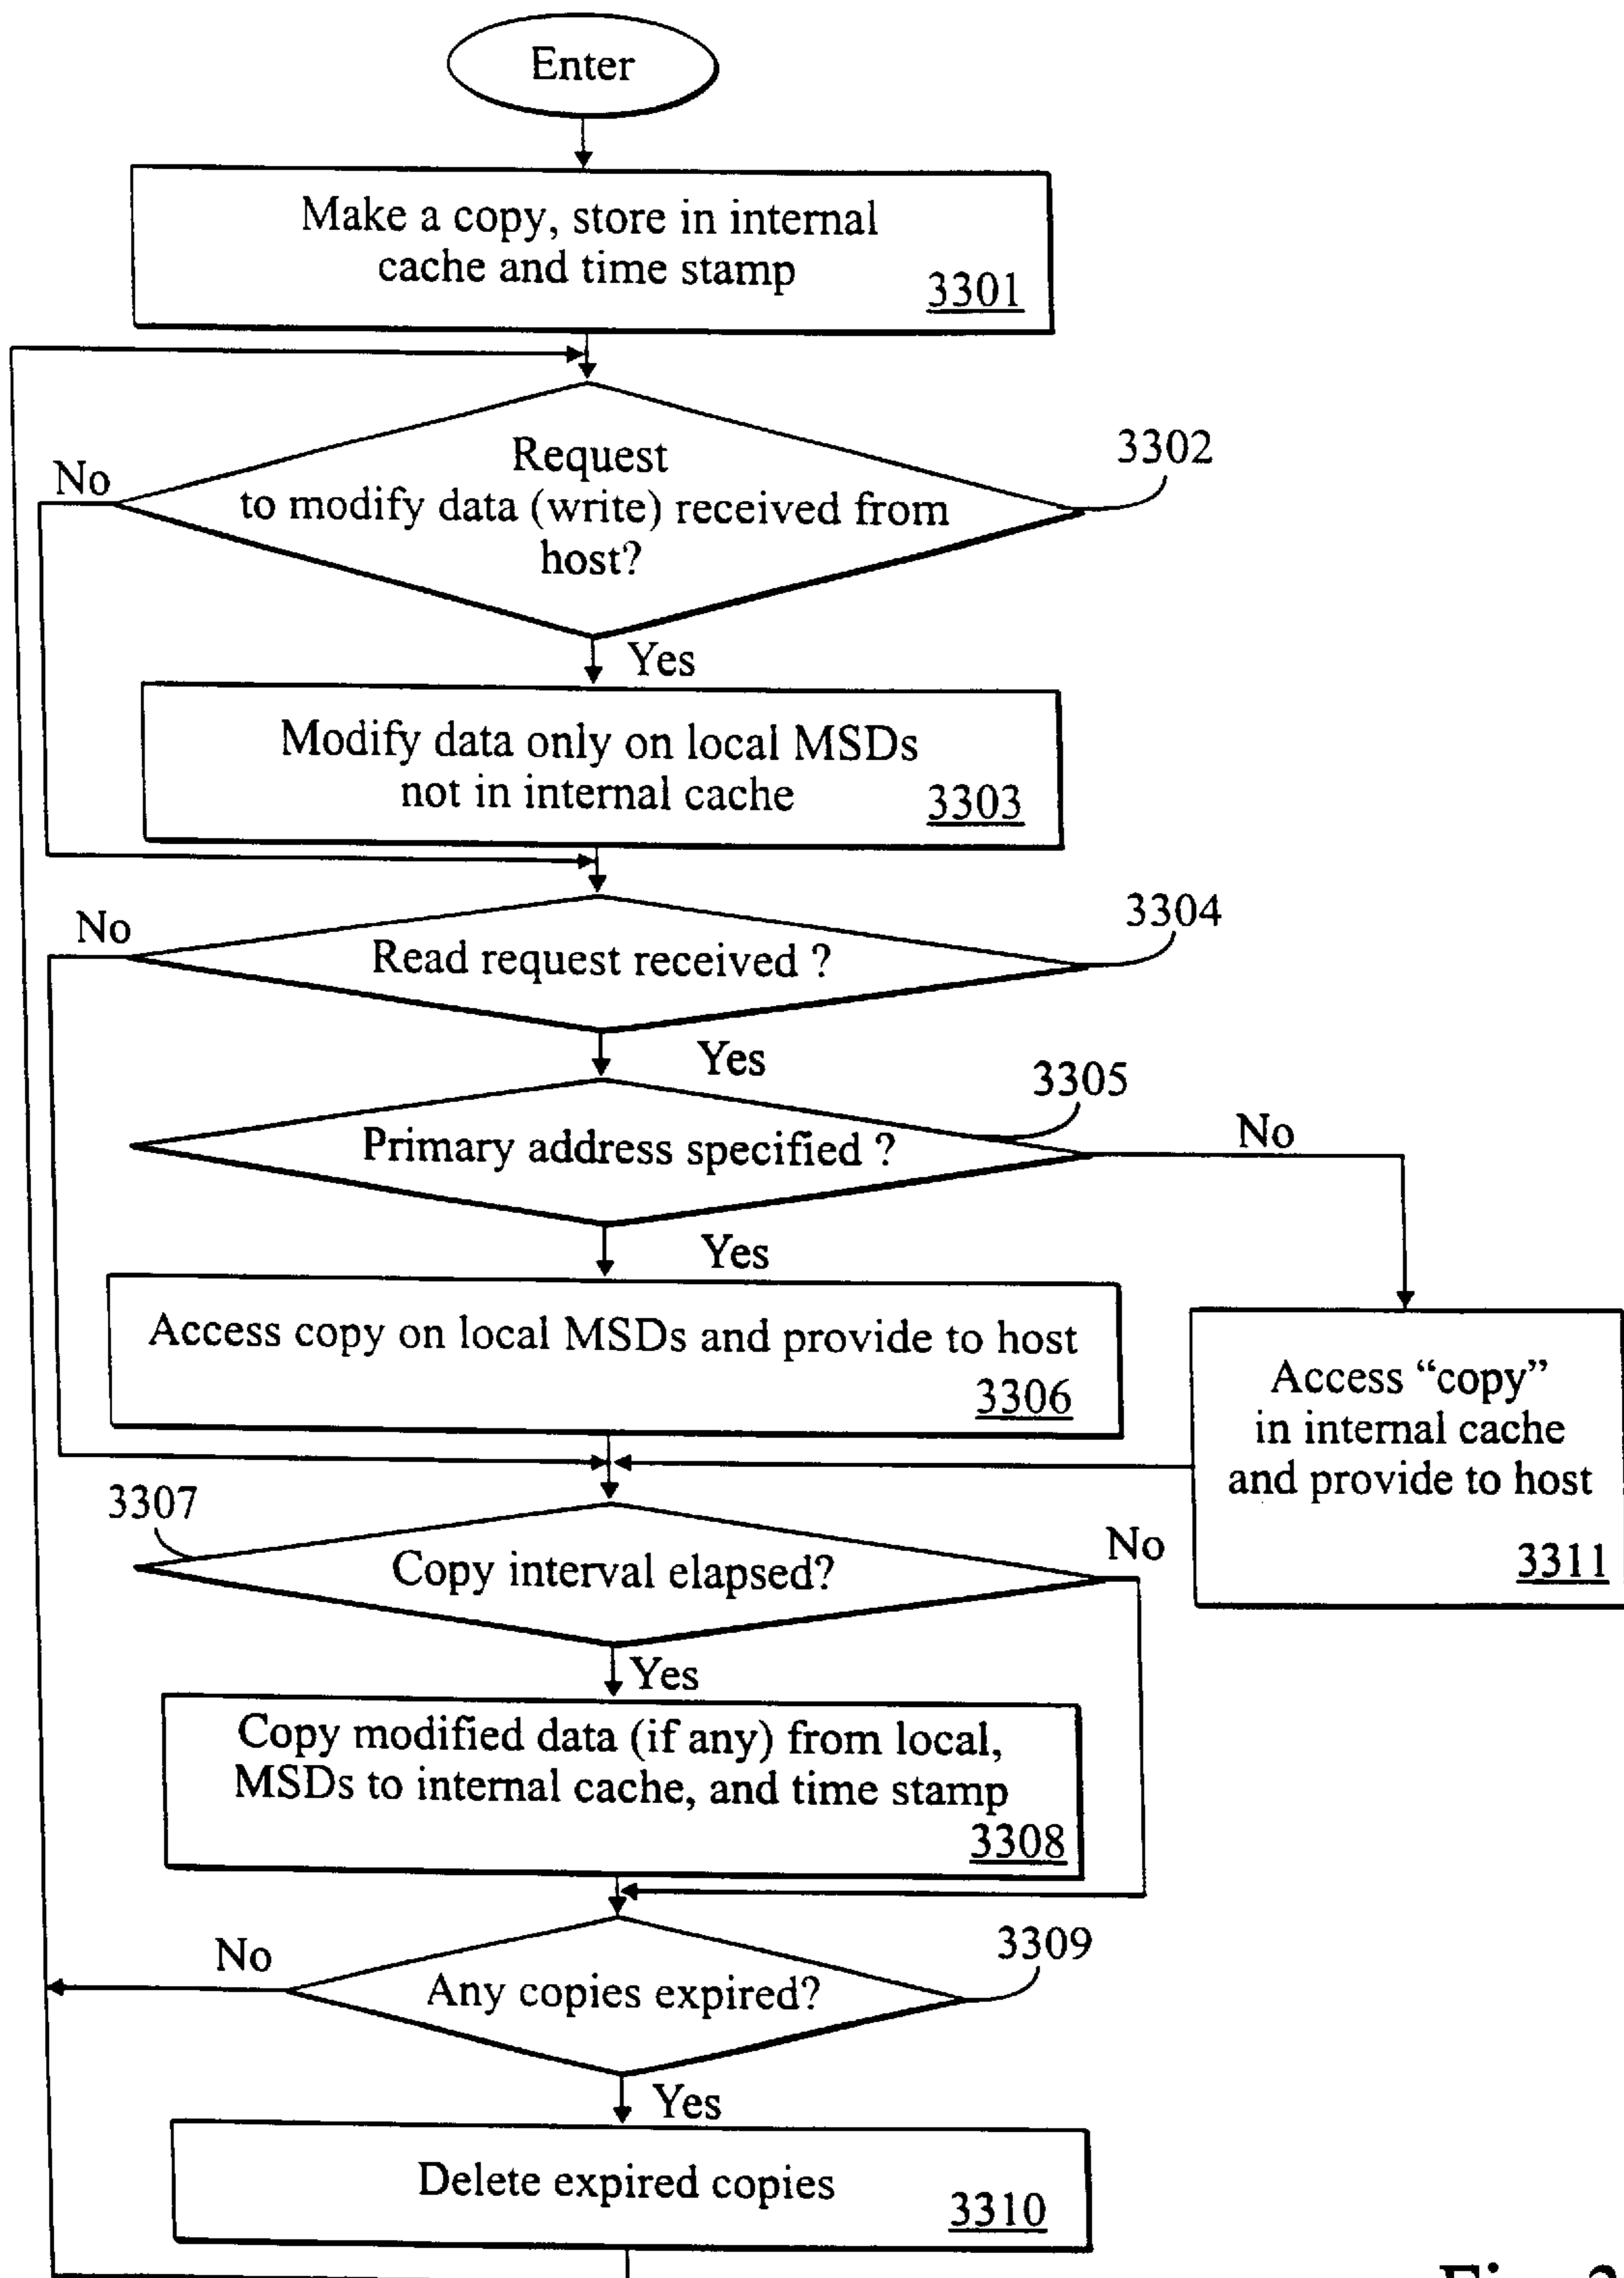 Enter
Make a copy, store in internal
cache and time stamp
3301
3302
No
Request
to modify data (write) received from
host?
Yes
Modify data only on local MSDs
not in internal cache
3303
3304
No
Read request received ?
Yes
3305
Primary address specified ?
No
Yes
Access copy on local MSDs and provide to host
3306
Access “copy”
in internal cache
and provide to host
3311
3307
Copy interval elapsed?
No
Yes
Copy modified data (if any) from local,
MSDs to internal cache, and time stamp
3308
3309
No
Any copies expired?
Yes
Delete expired copies
3310